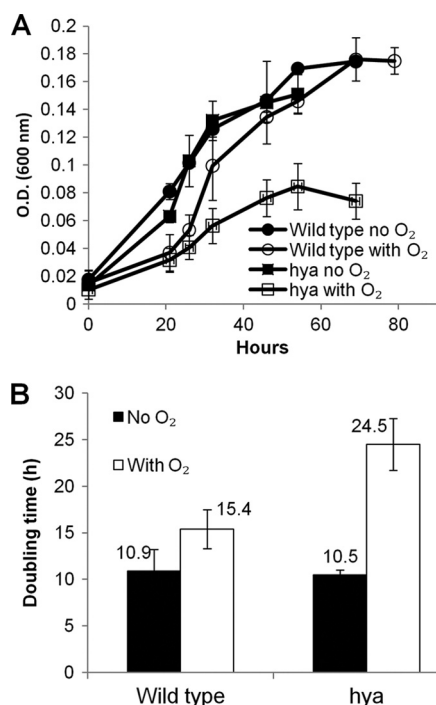 A
O.D. (600 nm)
0.2
0.18
0.16
0.14
0.12
0.1
0.08
0.06
0.04
0.02
0
Wild type no O₂
Wild type with O₂
hya no O₂
hya with O₂
0 20 40 60 80
Hours
B
Doubling time (h)
30
25
20
15
10
5
0
No O₂
With O₂
10.9 15.4 10.5 24.5
Wild type hya